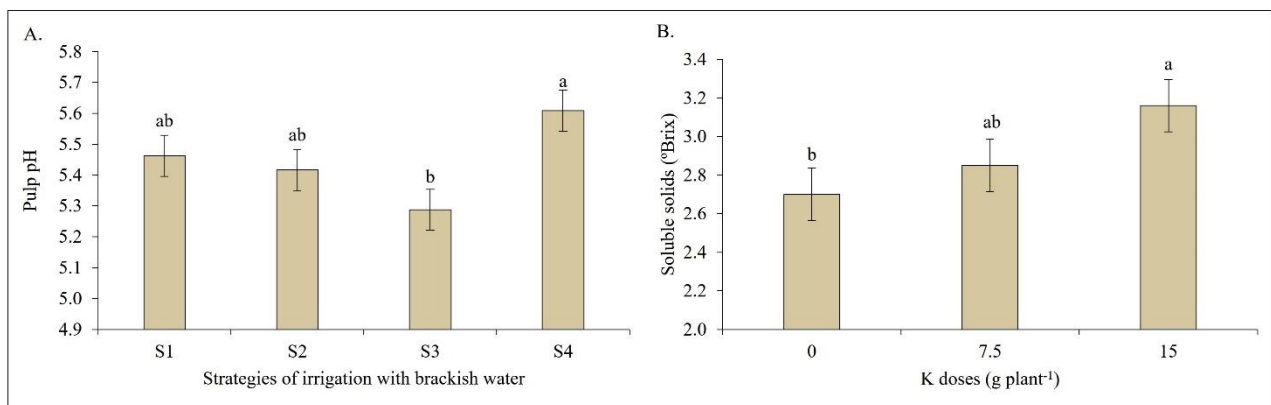 A.
5.8
5.7
5.6
5.5
5.4
5.3
5.2
5.1
5.0
4.9
Pulp pH
ab
ab
b
a
S1 S2 S3 S4
Strategies of irrigation with brackish water
B.
3.4
3.2
3.0
2.8
2.6
2.4
2.2
2.0
Soluble solids (ºBrix)
b
ab
a
0 7.5 15
K doses (g plant⁻¹)